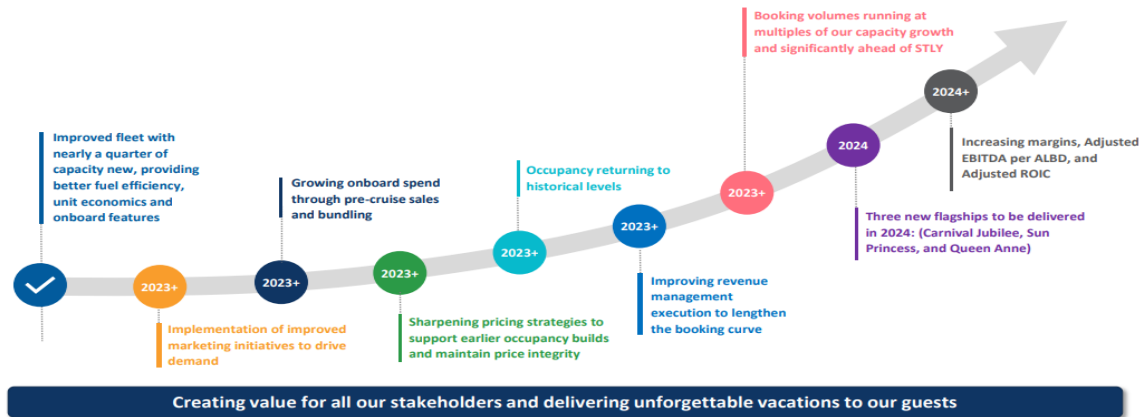 Booking volumes running at
multiples of our capacity growth
and significantly ahead of STLY
2024+
Improved fleet with
nearly a quarter of
capacity new, providing
better fuel efficiency,
unit economics and
onboard features
Growing onboard spend
through pre-cruise sales
and bundling
Occupancy returning to
historical levels
2023+
2024
Increasing margins, Adjusted
EBITDA per ALBD, and
Adjusted ROIC
2023+
2023+
2023+
2023+
2023+
Three new flagships to be delivered
in 2024: (Carnival Jubilee, Sun
Princess, and Queen Anne)
Implementation of improved
marketing initiatives to drive
demand
Sharpening pricing strategies to
support earlier occupancy builds
and maintain price integrity
Improving revenue
management
execution to lengthen
the booking curve
Creating value for all our stakeholders and delivering unforgettable vacations to our guests